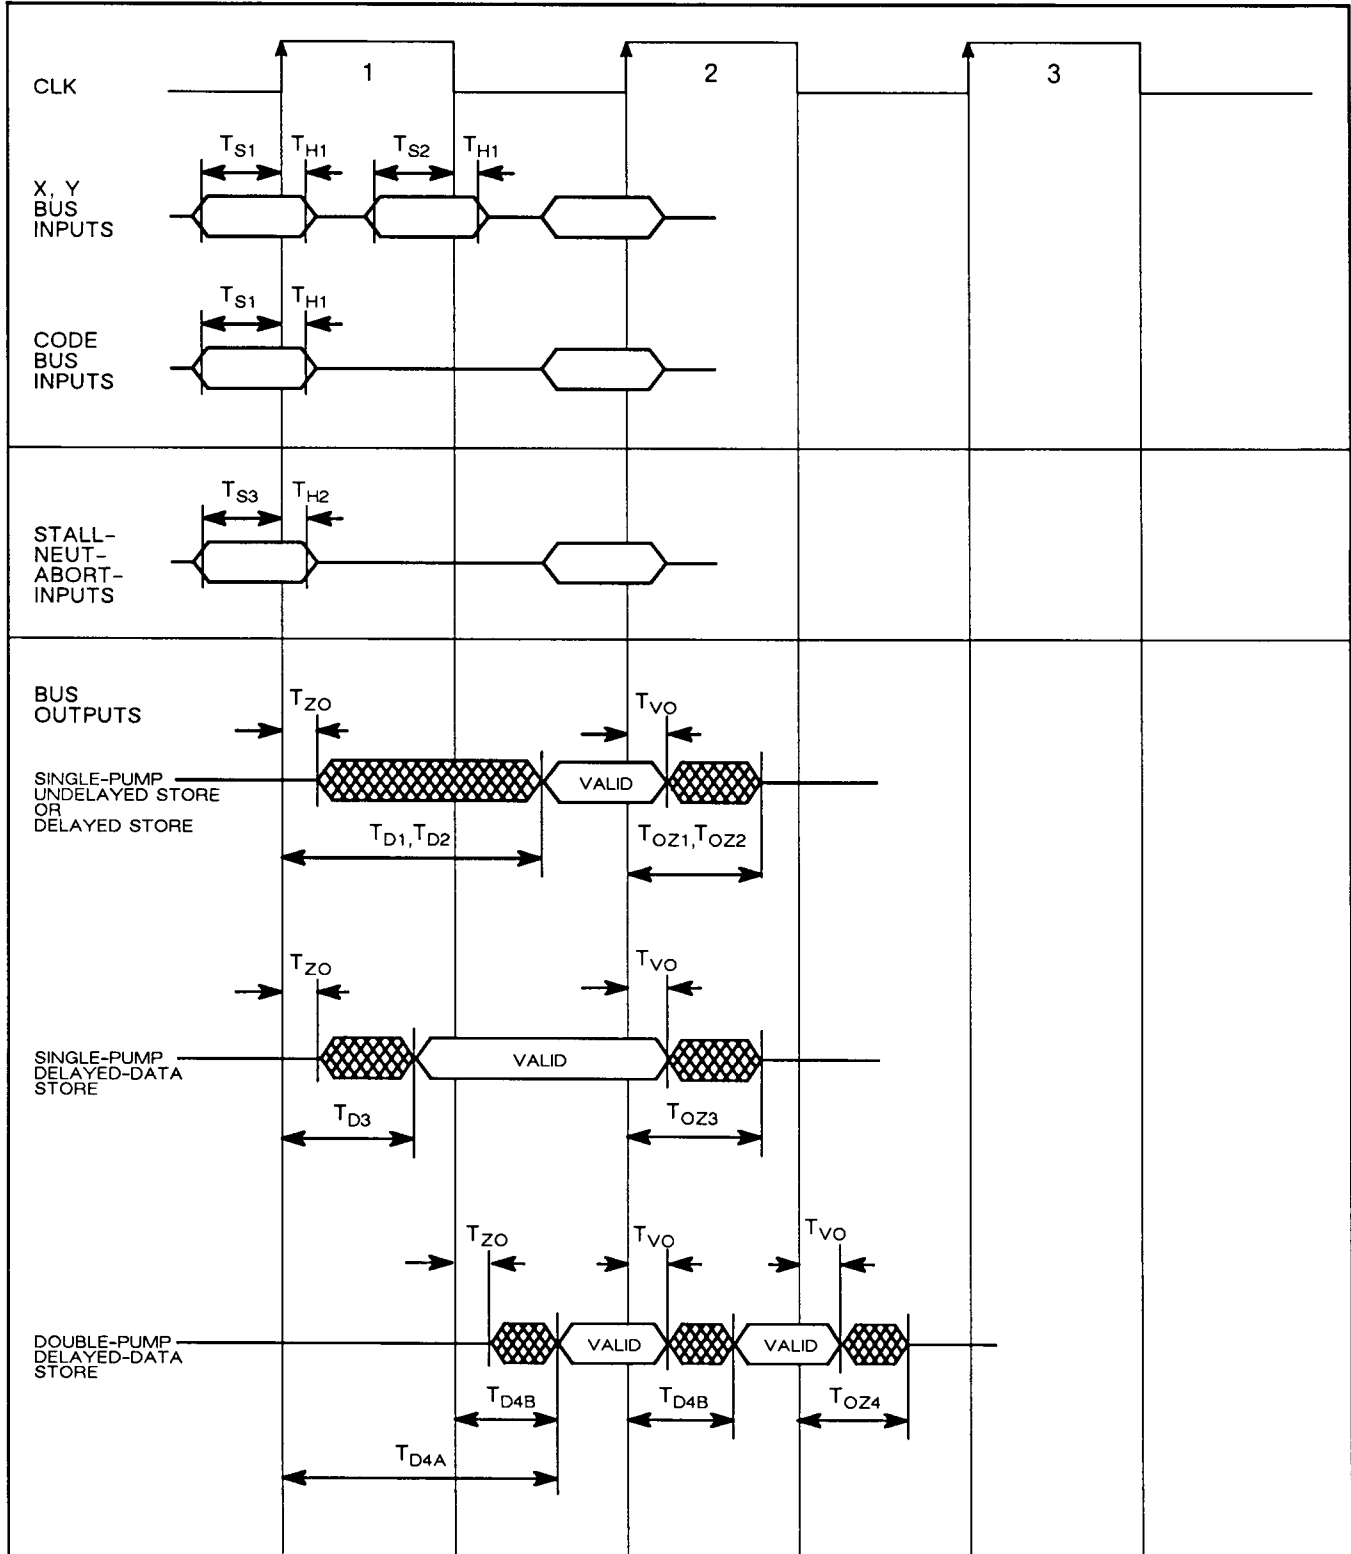 1 2 3
CLK
TS1 TH1 TS2 TH1
X, Y
BUS
INPUTS
TS1 TH1
CODE
BUS
INPUTS
TS3 TH2
STALL-
NEUT-
ABORT-
INPUTS
BUS
OUTPUTS
TZO TVO
SINGLE-PUMP
UNDELAYED STORE
OR
DELAYED STORE
VALID
TD1,TD2 TOZ1,TOZ2
TZO TVO
SINGLE-PUMP
DELAYED-DATA
STORE
VALID
TD3 TOZ3
TZO TVO TVO
DOUBLE-PUMP
DELAYED-DATA
STORE
VALID VALID
TD4B TD4B TOZ4
TD4A